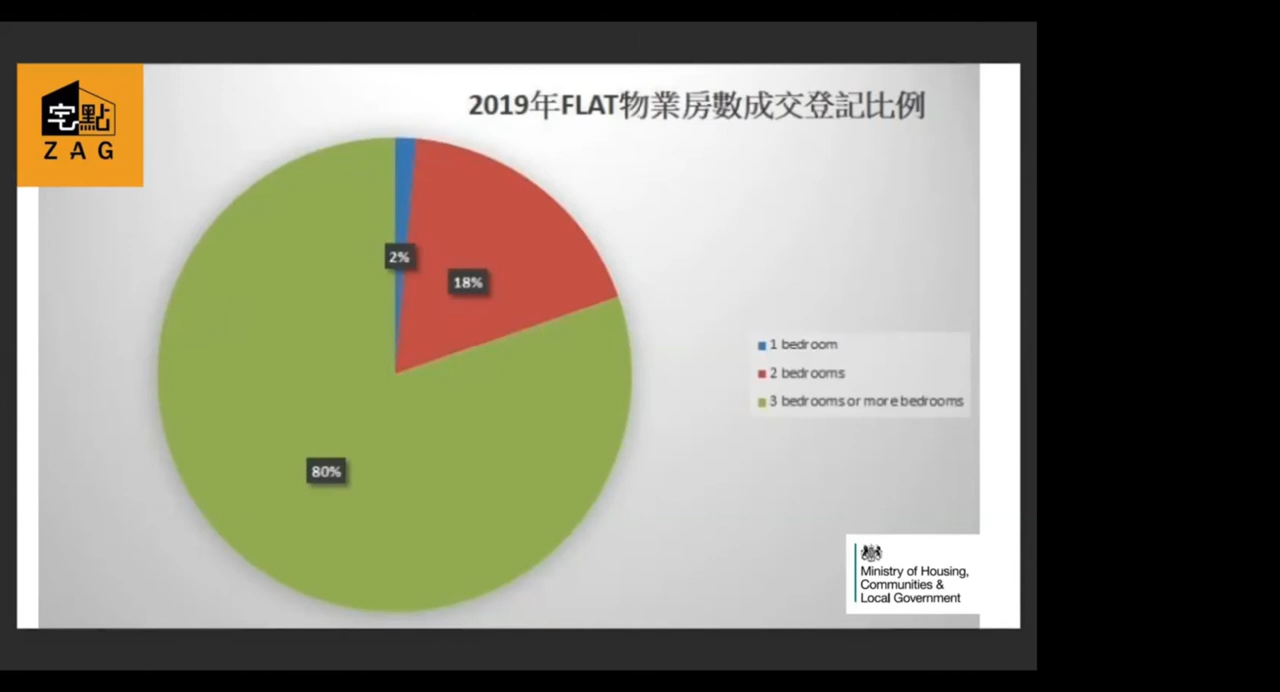 宅點
ZAG
2019年FLAT物業房數成交登記比例
2%
18%
80%
1 bedroom
2 bedrooms
3 bedrooms or more bedrooms
Ministry of Housing,
Communities &
Local Government